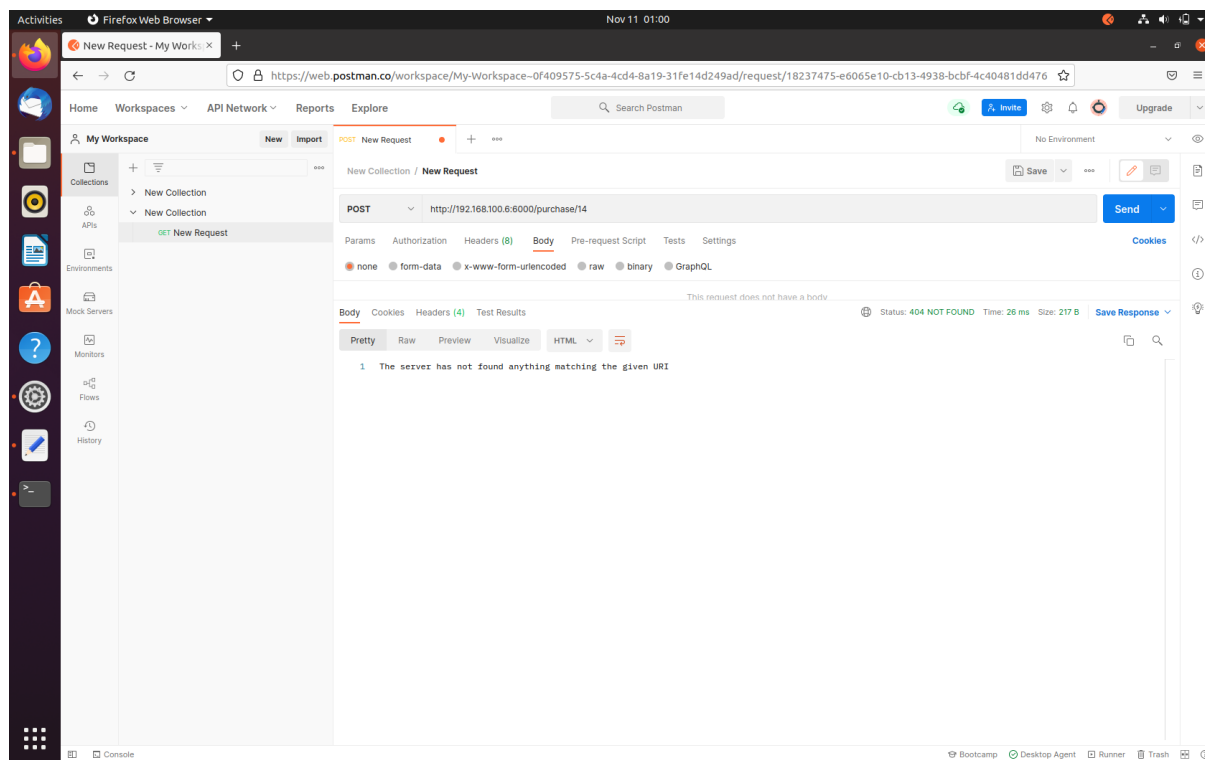 Activities Firefox Web Browser Nov 11 01:00
New Request - My Works
https://web.postman.co/workspace/My-Workspace~0f409575-5c4a-4cd4-8a19-31fe14d249ad/request/18237475-e6065e10-cb13-4938-bcbf-4c40481dd476
Home Workspaces API Network Reports Explore Search Postman Invite Upgrade
My Workspace New Import POST New Request No Environment
Collections
New Collection / New Request Save
New Collection
New Collection
GET New Request
APIs
Environments
Mock Servers
Monitors
Flows
History
POST http://192.168.100.6:6000/purchase/14 Send
Params Authorization Headers (8) Body Pre-request Script Tests Settings Cookies
none form-data x-www-form-urlencoded raw binary GraphQL
This request does not have a body
Body Cookies Headers (4) Test Results Status: 404 NOT FOUND Time: 26 ms Size: 217 B Save Response
Pretty Raw Preview Visualize HTML
1 The server has not found anything matching the given URI
Console Bootcamp Desktop Agent Runner Trash